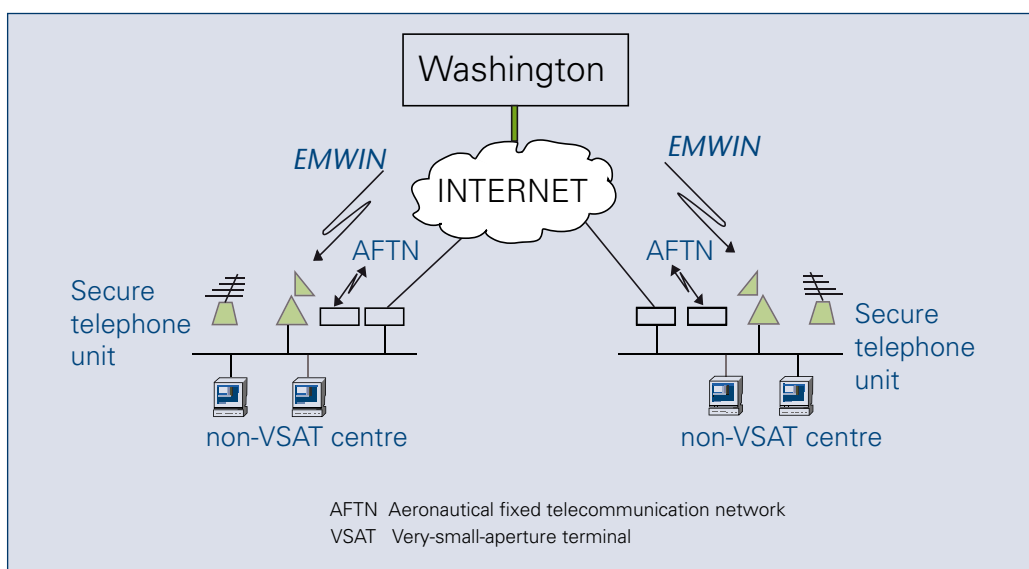 Washington
EMWIN
EMWIN
INTERNET
AFTN
AFTN
Secure
telephone
unit
Secure
telephone
unit
non-VSAT centre
non-VSAT centre
AFTN Aeronautical fixed telecommunication network
VSAT Very-small-aperture terminal